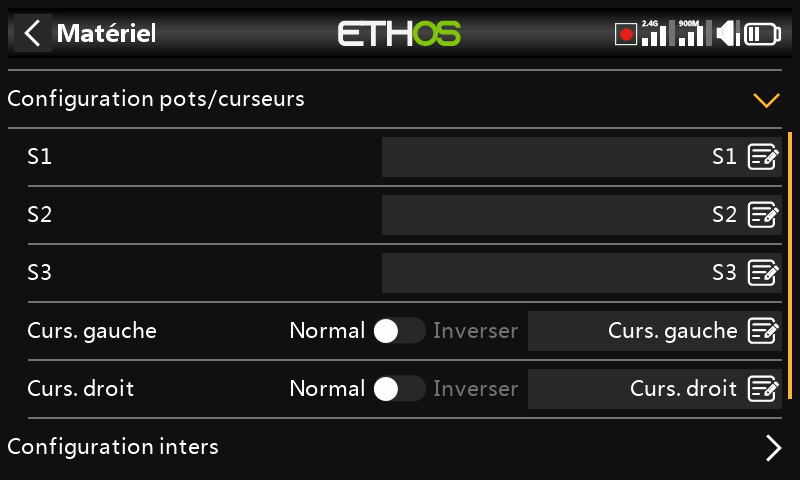 Matériel ETHOS 2.4G 900M
Configuration pots/curseurs
S1 S1
S2 S2
S3 S3
Curs. gauche Normal Inverser Curs. gauche
Curs. droit Normal Inverser Curs. droit
Configuration inters